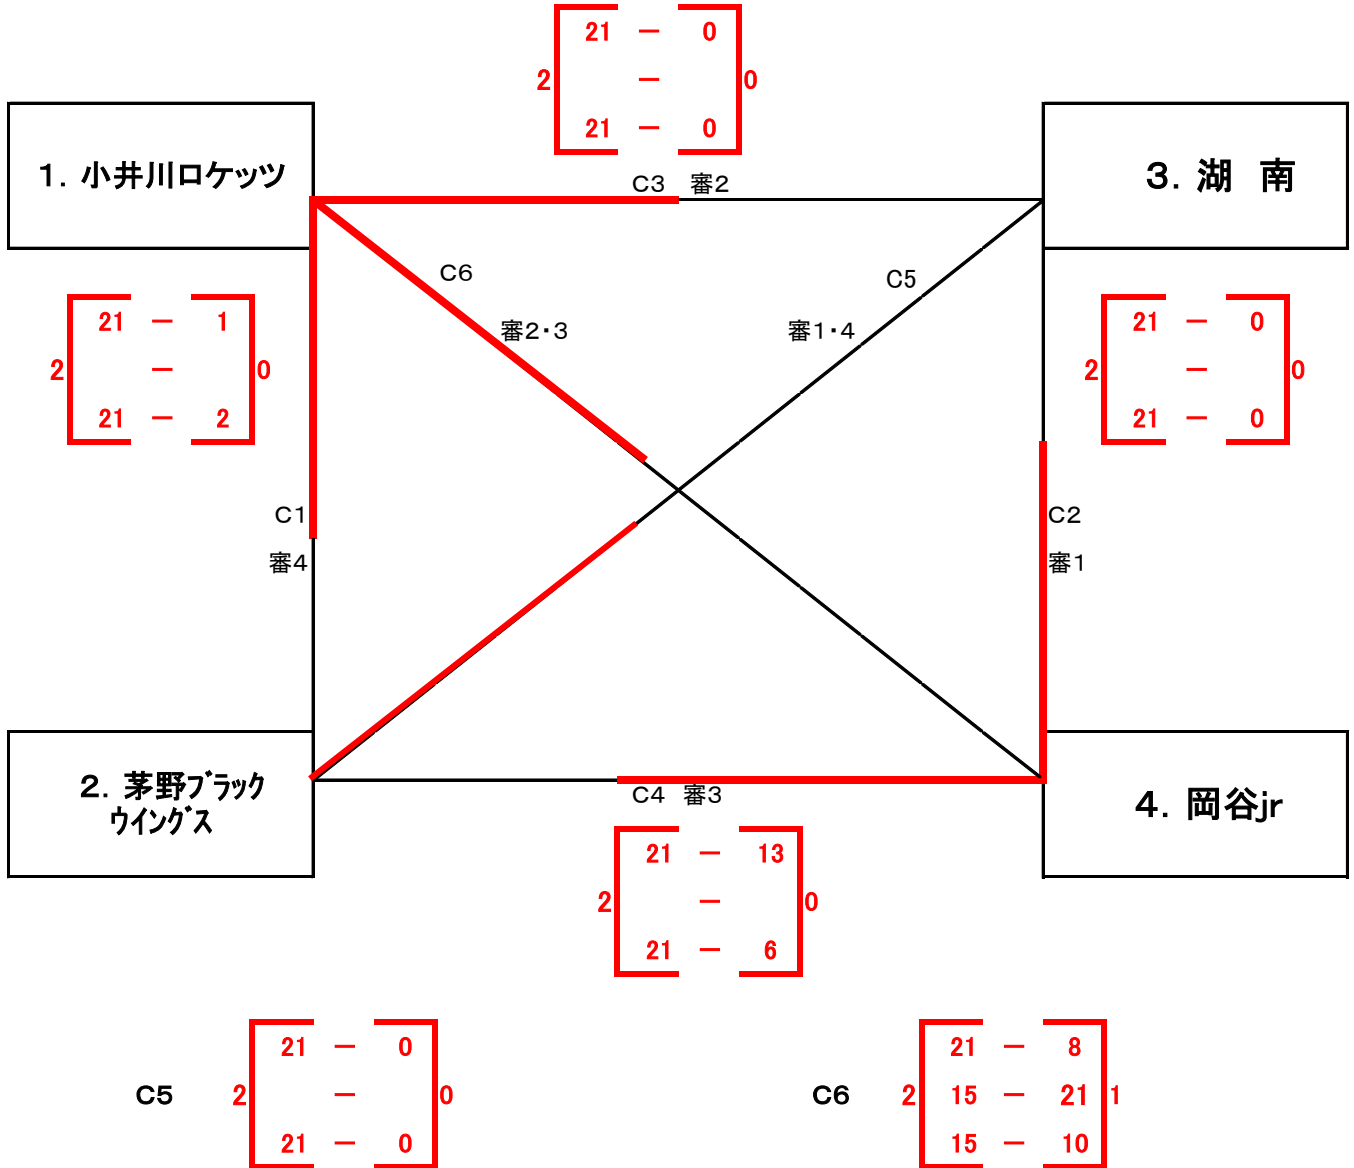 21 － 0
2 － 0
21 － 0
1．小井川ロケッツ
3．湖　南
C3 審2
C6
C5
審2・3
審1・4
21 － 1
2 － 0
21 － 2
21 － 0
2 － 0
21 － 0
C1
審4
C2
審1
2．茅野ﾌﾞﾗｯｸ
ｳｲﾝｸﾞｽ
4．岡谷jr
C4 審3
21 － 13
2 － 0
21 － 6
C5
21 － 0
2 － 0
21 － 0
C6
21 － 8
2 15 － 21 1
15 － 10